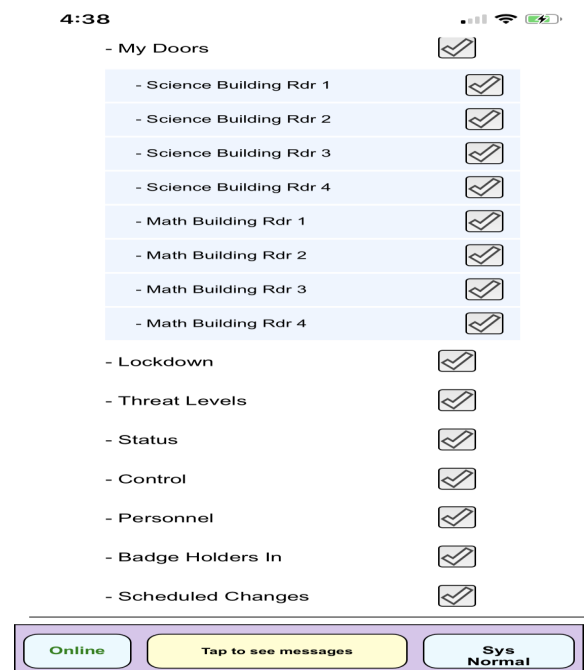 4:38
- My Doors
- Science Building Rdr 1
- Science Building Rdr 2
- Science Building Rdr 3
- Science Building Rdr 4
- Math Building Rdr 1
- Math Building Rdr 2
- Math Building Rdr 3
- Math Building Rdr 4
- Lockdown
- Threat Levels
- Status
- Control
- Personnel
- Badge Holders In
- Scheduled Changes
Online
Tap to see messages
Sys
Normal